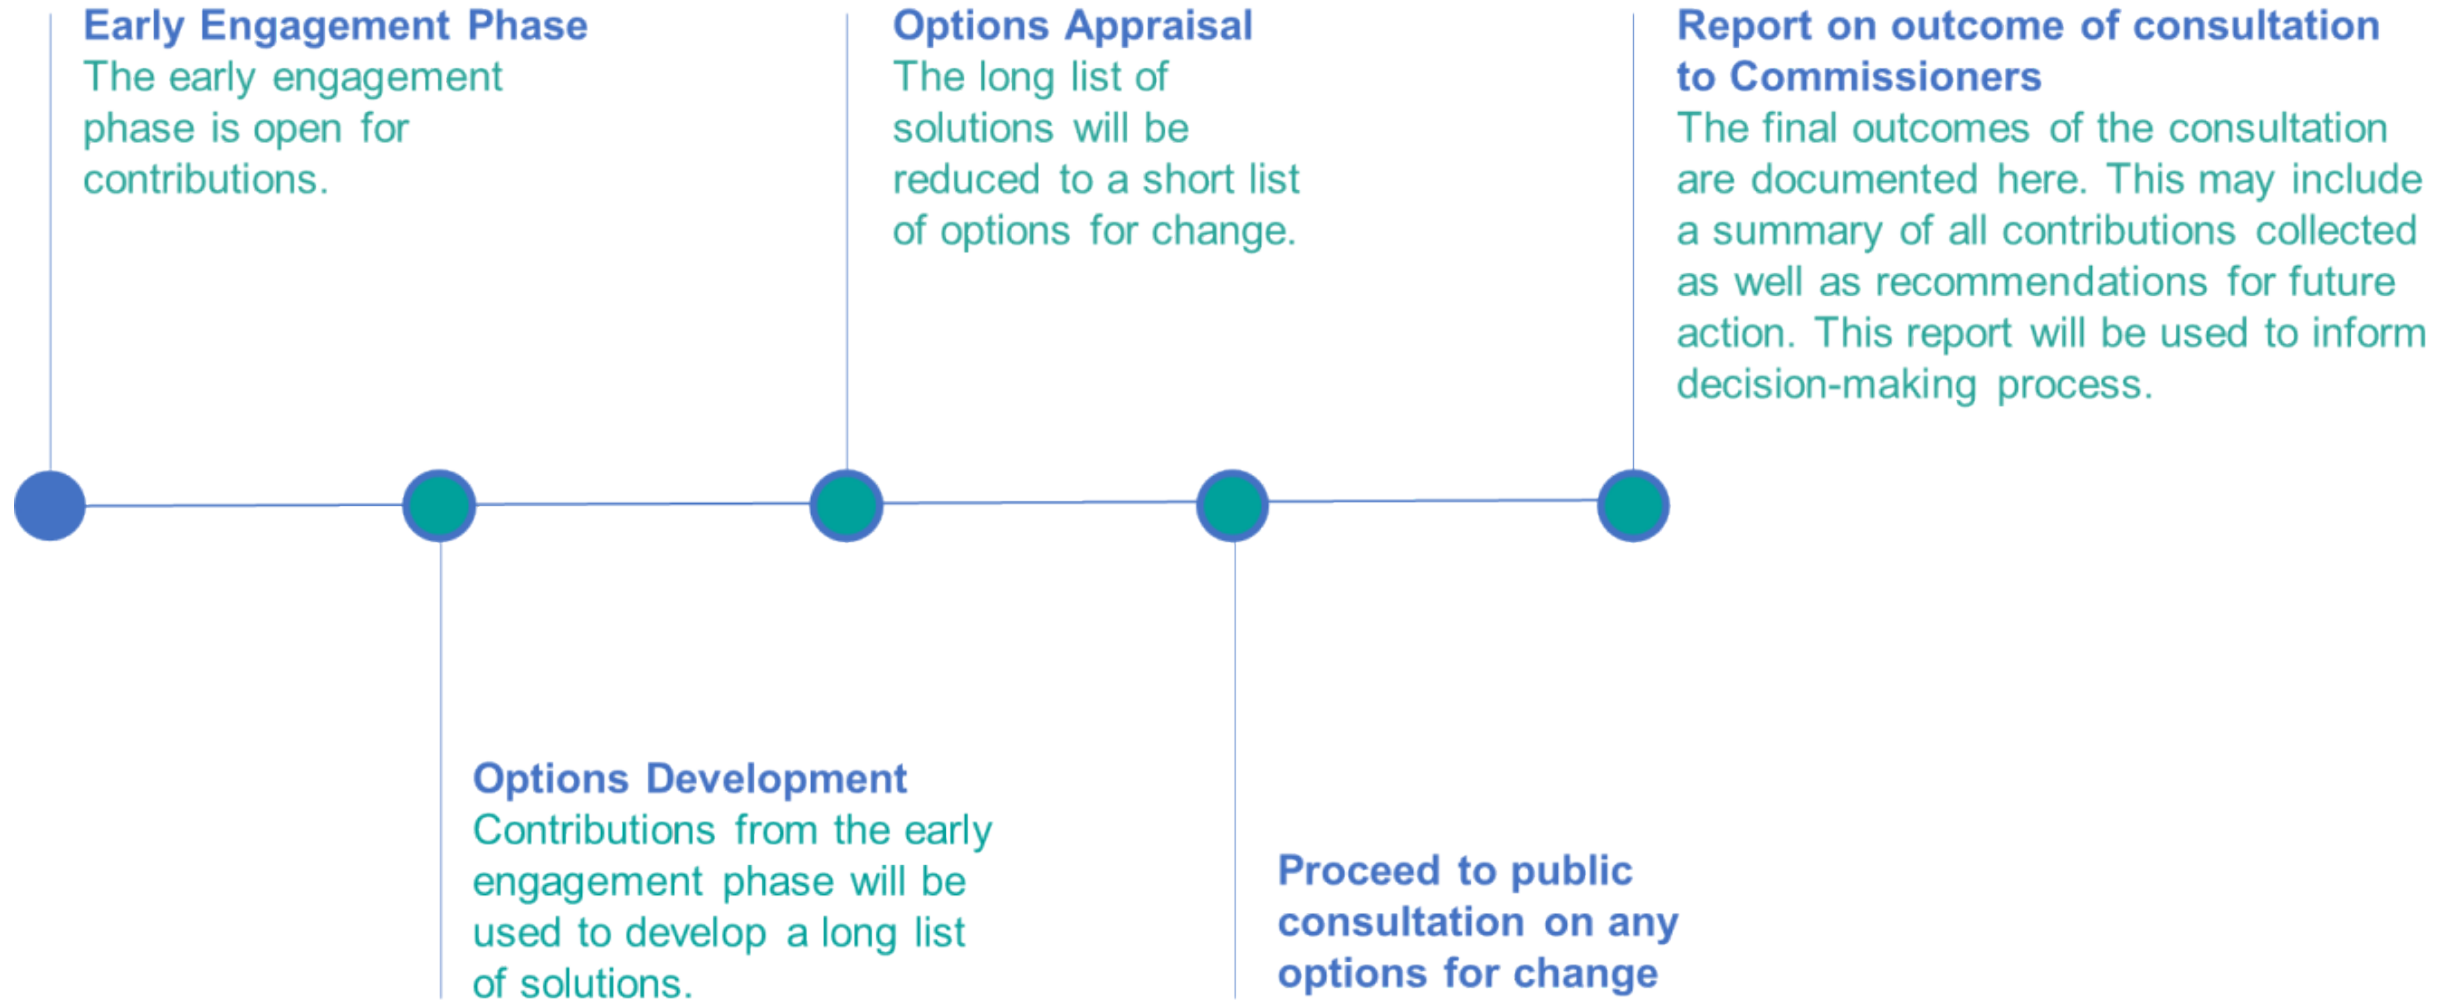 Early Engagement Phase
The early engagement
phase is open for
contributions.
Options Development
Contributions from the early
engagement phase will be
used to develop a long list
of solutions.
Options Appraisal
The long list of
solutions will be
reduced to a short list
of options for change.
Proceed to public
consultation on any
options for change
Report on outcome of consultation
to Commissioners
The final outcomes of the consultation
are documented here. This may include
a summary of all contributions collected
as well as recommendations for future
action. This report will be used to inform
decision-making process.